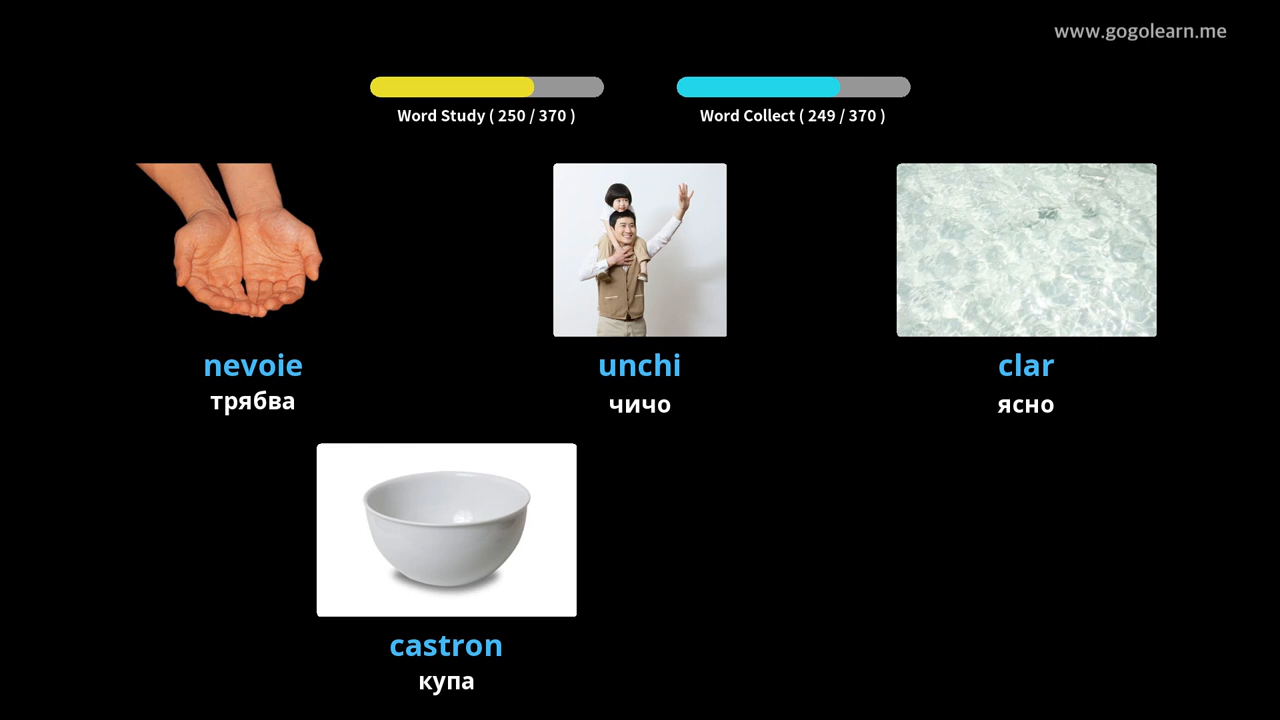 www.gogolearn.me
Word Study ( 250 / 370 )
Word Collect ( 249 / 370 )
nevoie
трябва
unchi
чичо
clar
ясно
castron
купа